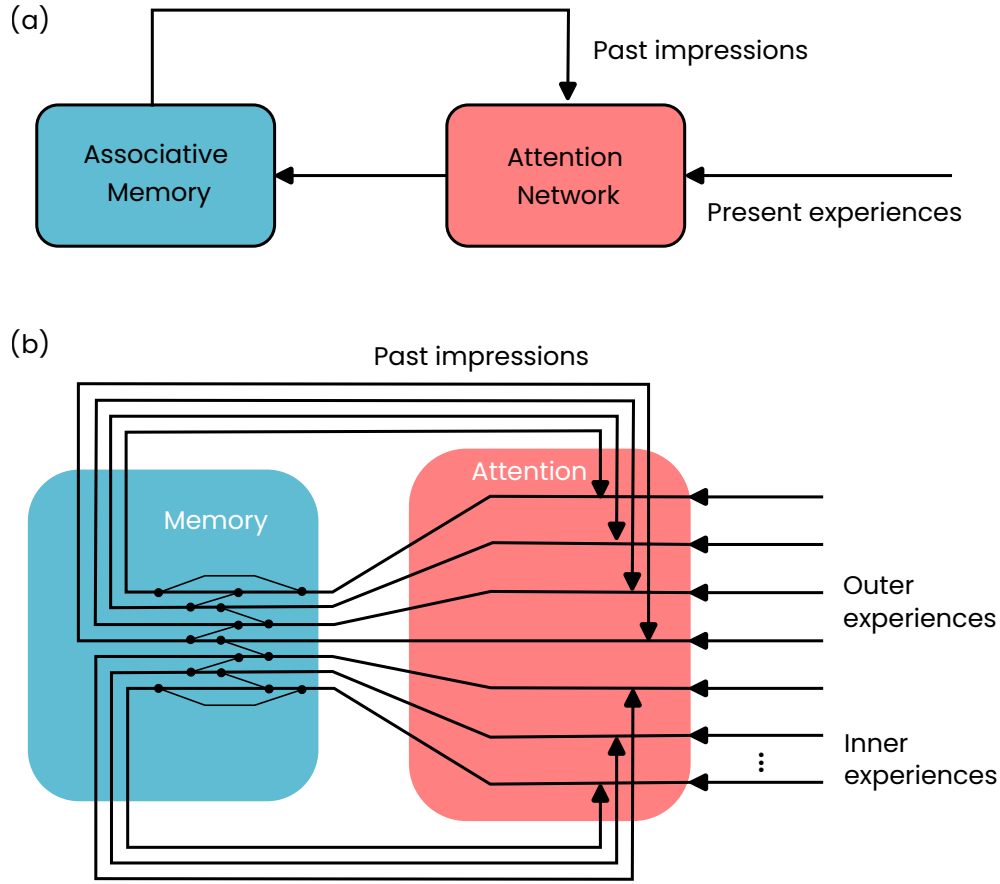 (a)
Past impressions
Associative
Memory
Attention
Network
Present experiences
(b)
Past impressions
Attention
Memory
Outer
experiences
Inner
experiences